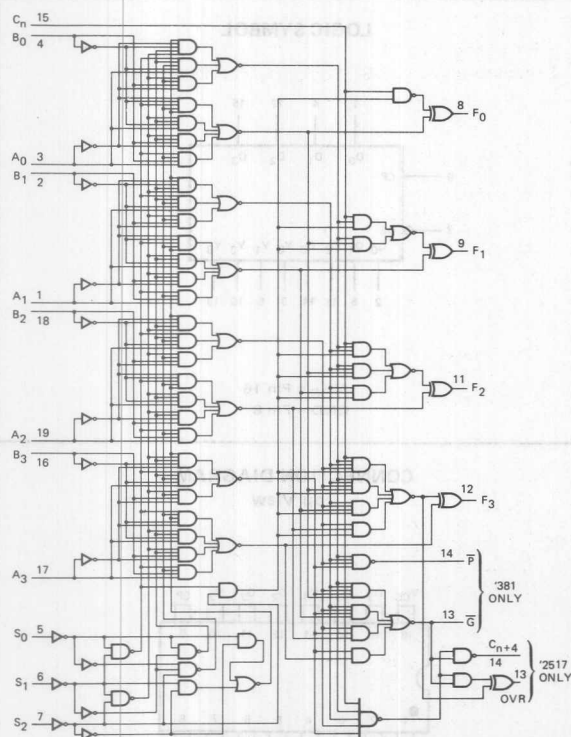 Cn 15
B0 4
8 F0
A0 3
B1 2
9 F1
A1 1
B2 18
11 F2
A2 19
B3 16
12 F3
14 P̅
'381
ONLY
A3 17
13 G̅
S0 5
Cn+4
14
'2517
ONLY
13
S1 6
OVR
S2 7